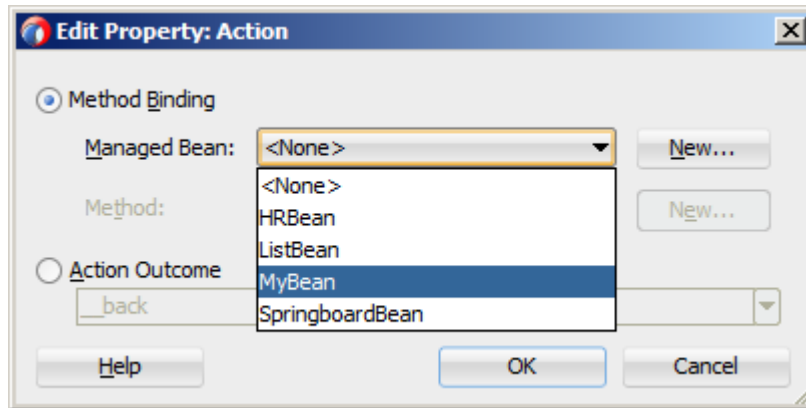 Edit Property: Action
Method Binding
Managed Bean: <None> New...
<None>
Method: HRBean New...
ListBean
Action Outcome
MyBean
__back
SpringboardBean
Help OK Cancel